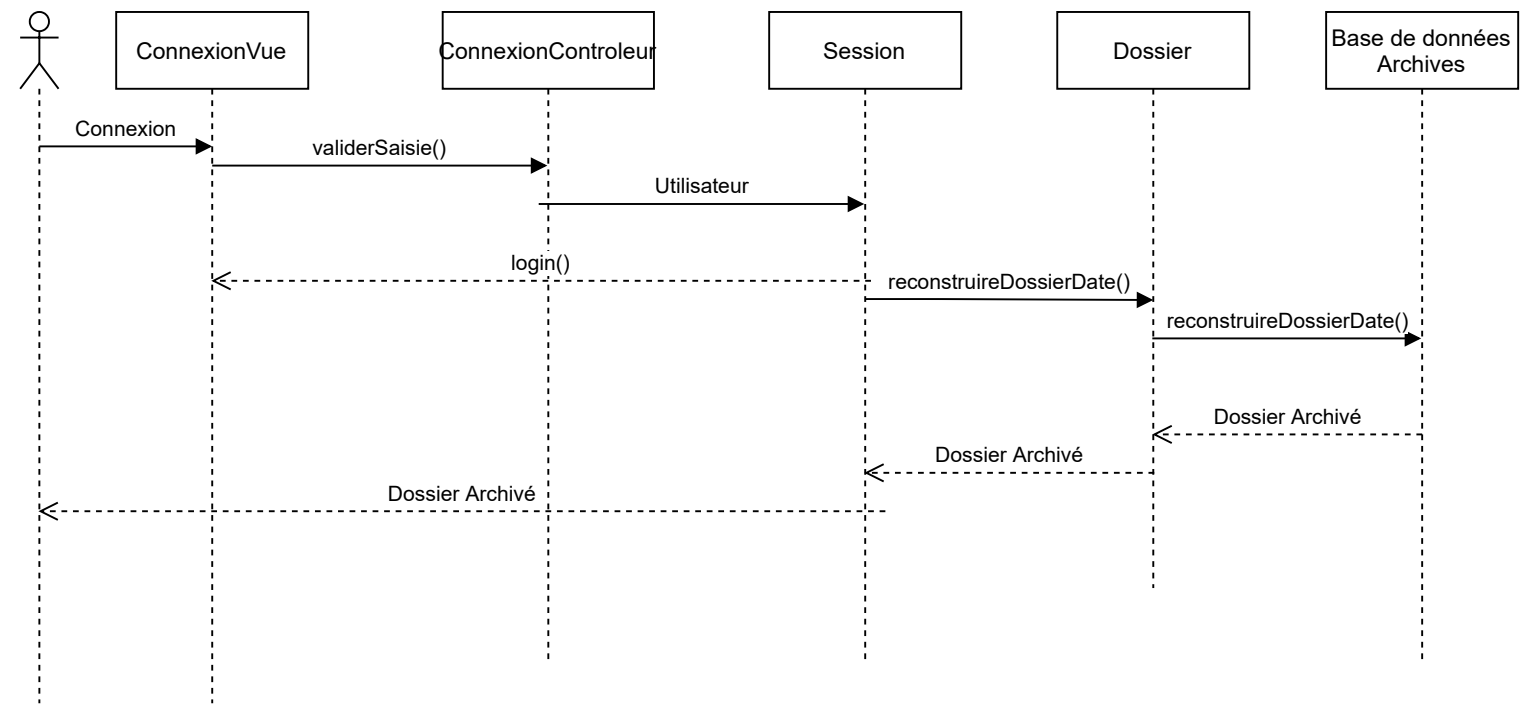 ConnexionVue
ConnexionControleur
Session
Dossier
Base de données
Archives
Connexion
validerSaisie()
Utilisateur
login()
reconstruireDossierDate()
reconstruireDossierDate()
Dossier Archivé
Dossier Archivé
Dossier Archivé